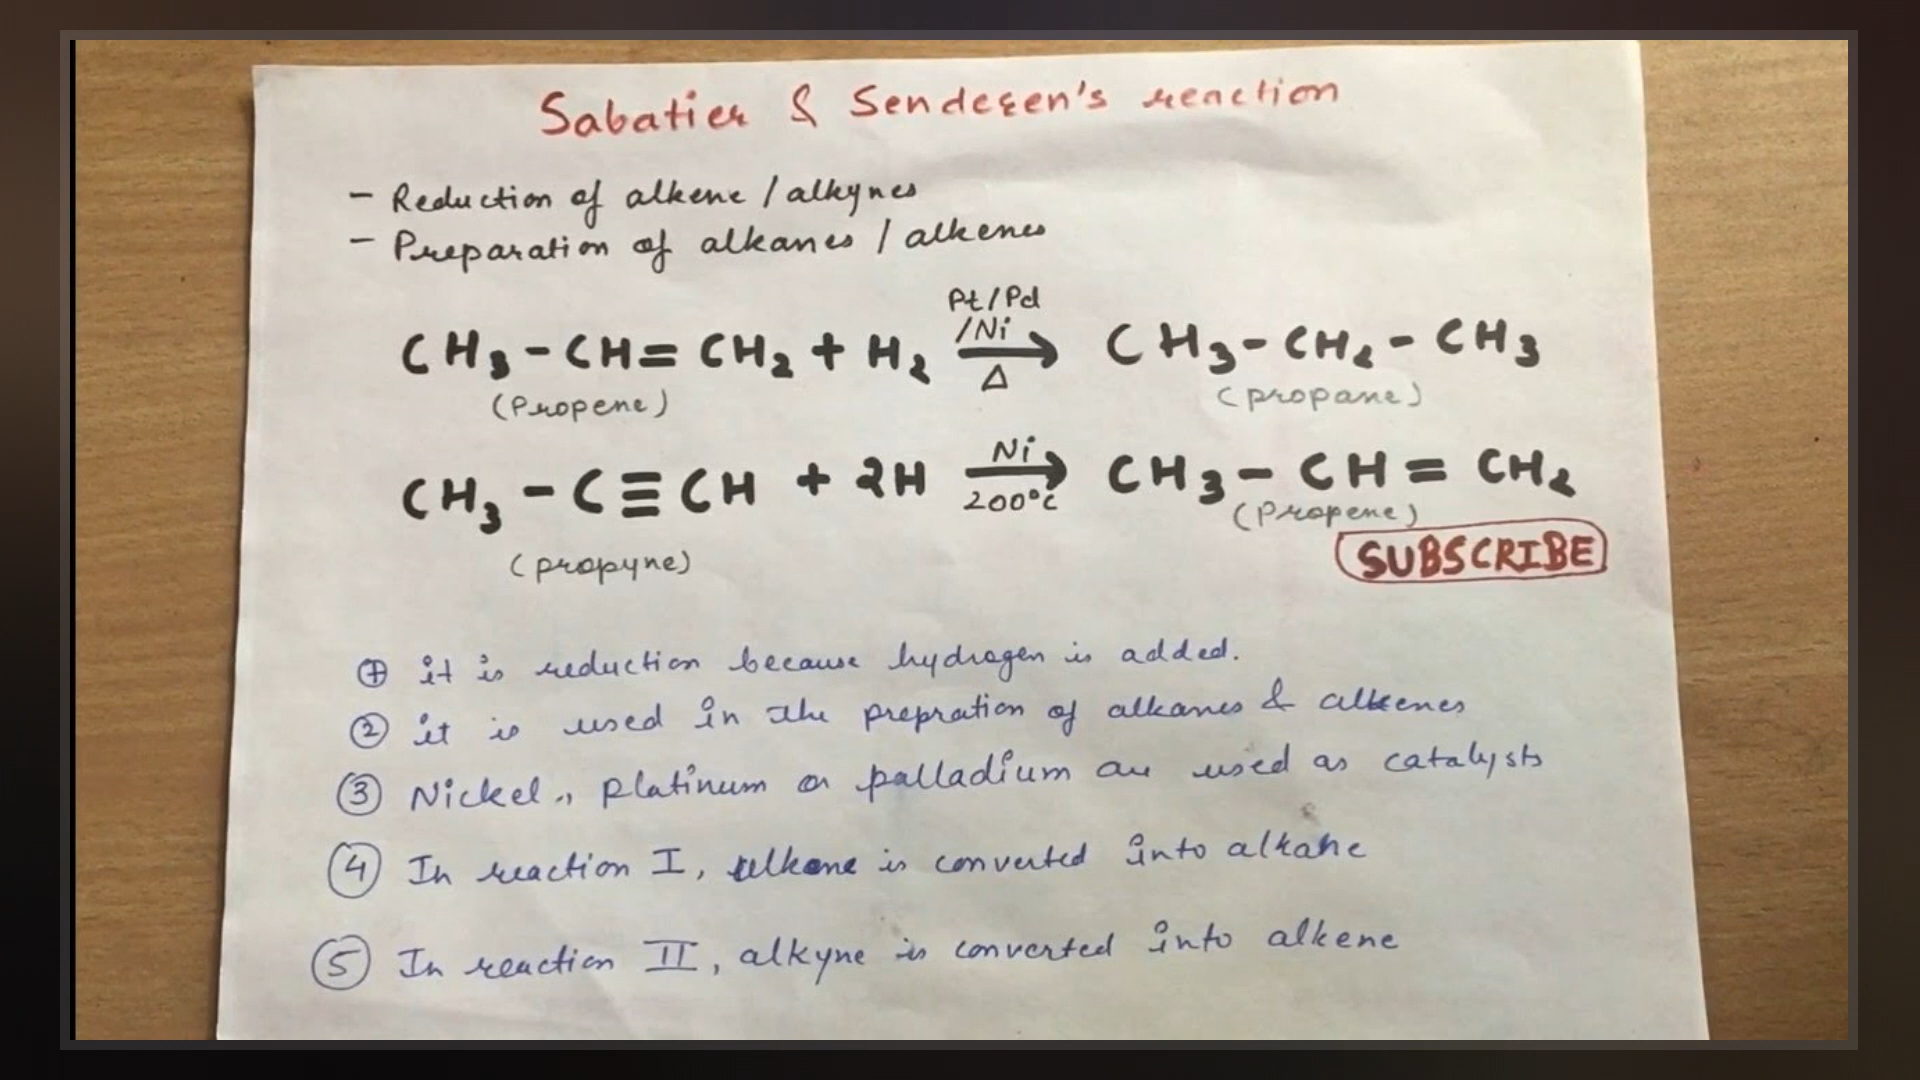 Sabatier & Senderen's reaction
- Reduction of alkene / alkynes
- Preparation of alkanes / alkenes
Pt/Pd
/Ni
CH₃-CH=CH₂ + H₂ → CH₃-CH₂-CH₃
Δ
(Propene) (propane)
Ni
CH₃-C≡CH + 2H → CH₃-CH=CH₂
200°C
(propyne) (Propene)
SUBSCRIBE
① it is reduction because hydrogen is added.
② it is used in the prepration of alkanes & alkenes
③ Nickel, platinum or palladium are used as catalysts
④ In reaction I, alkene is converted into alkane
⑤ In reaction II, alkyne is converted into alkene